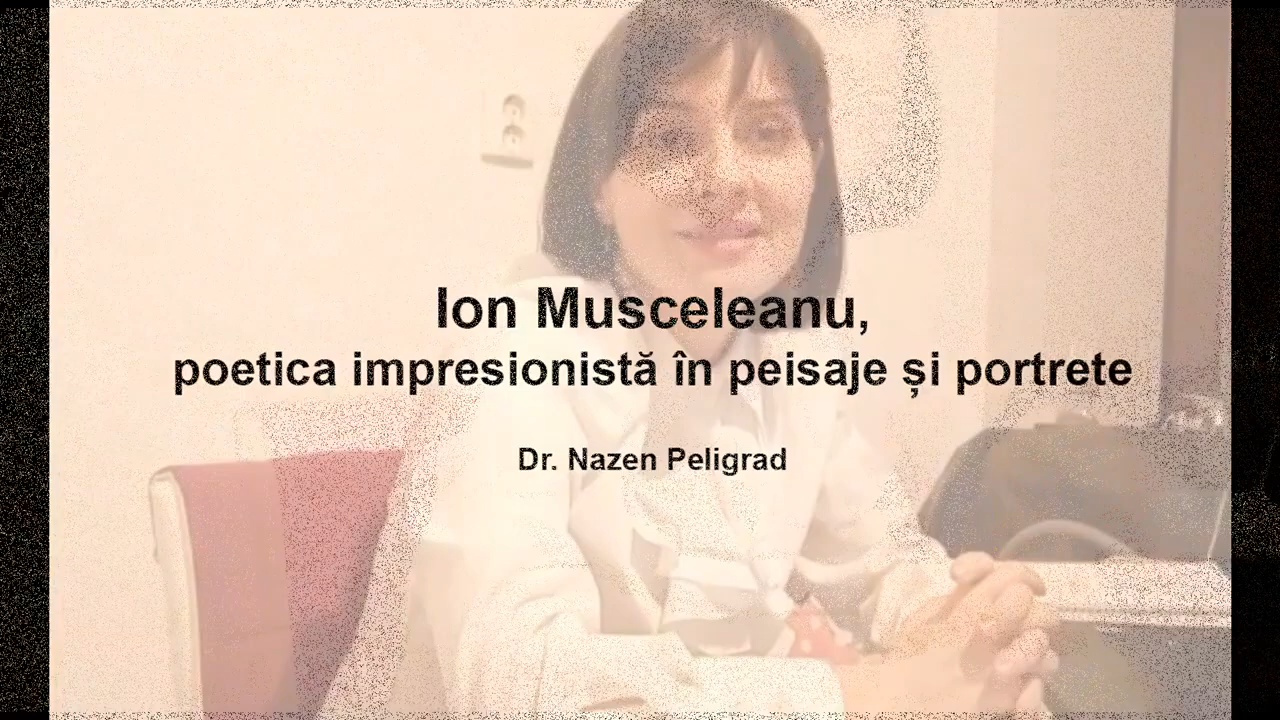 Ion Musceleanu,
poetica impresionistă în peisaje și portrete
Dr. Nazen Peligrad